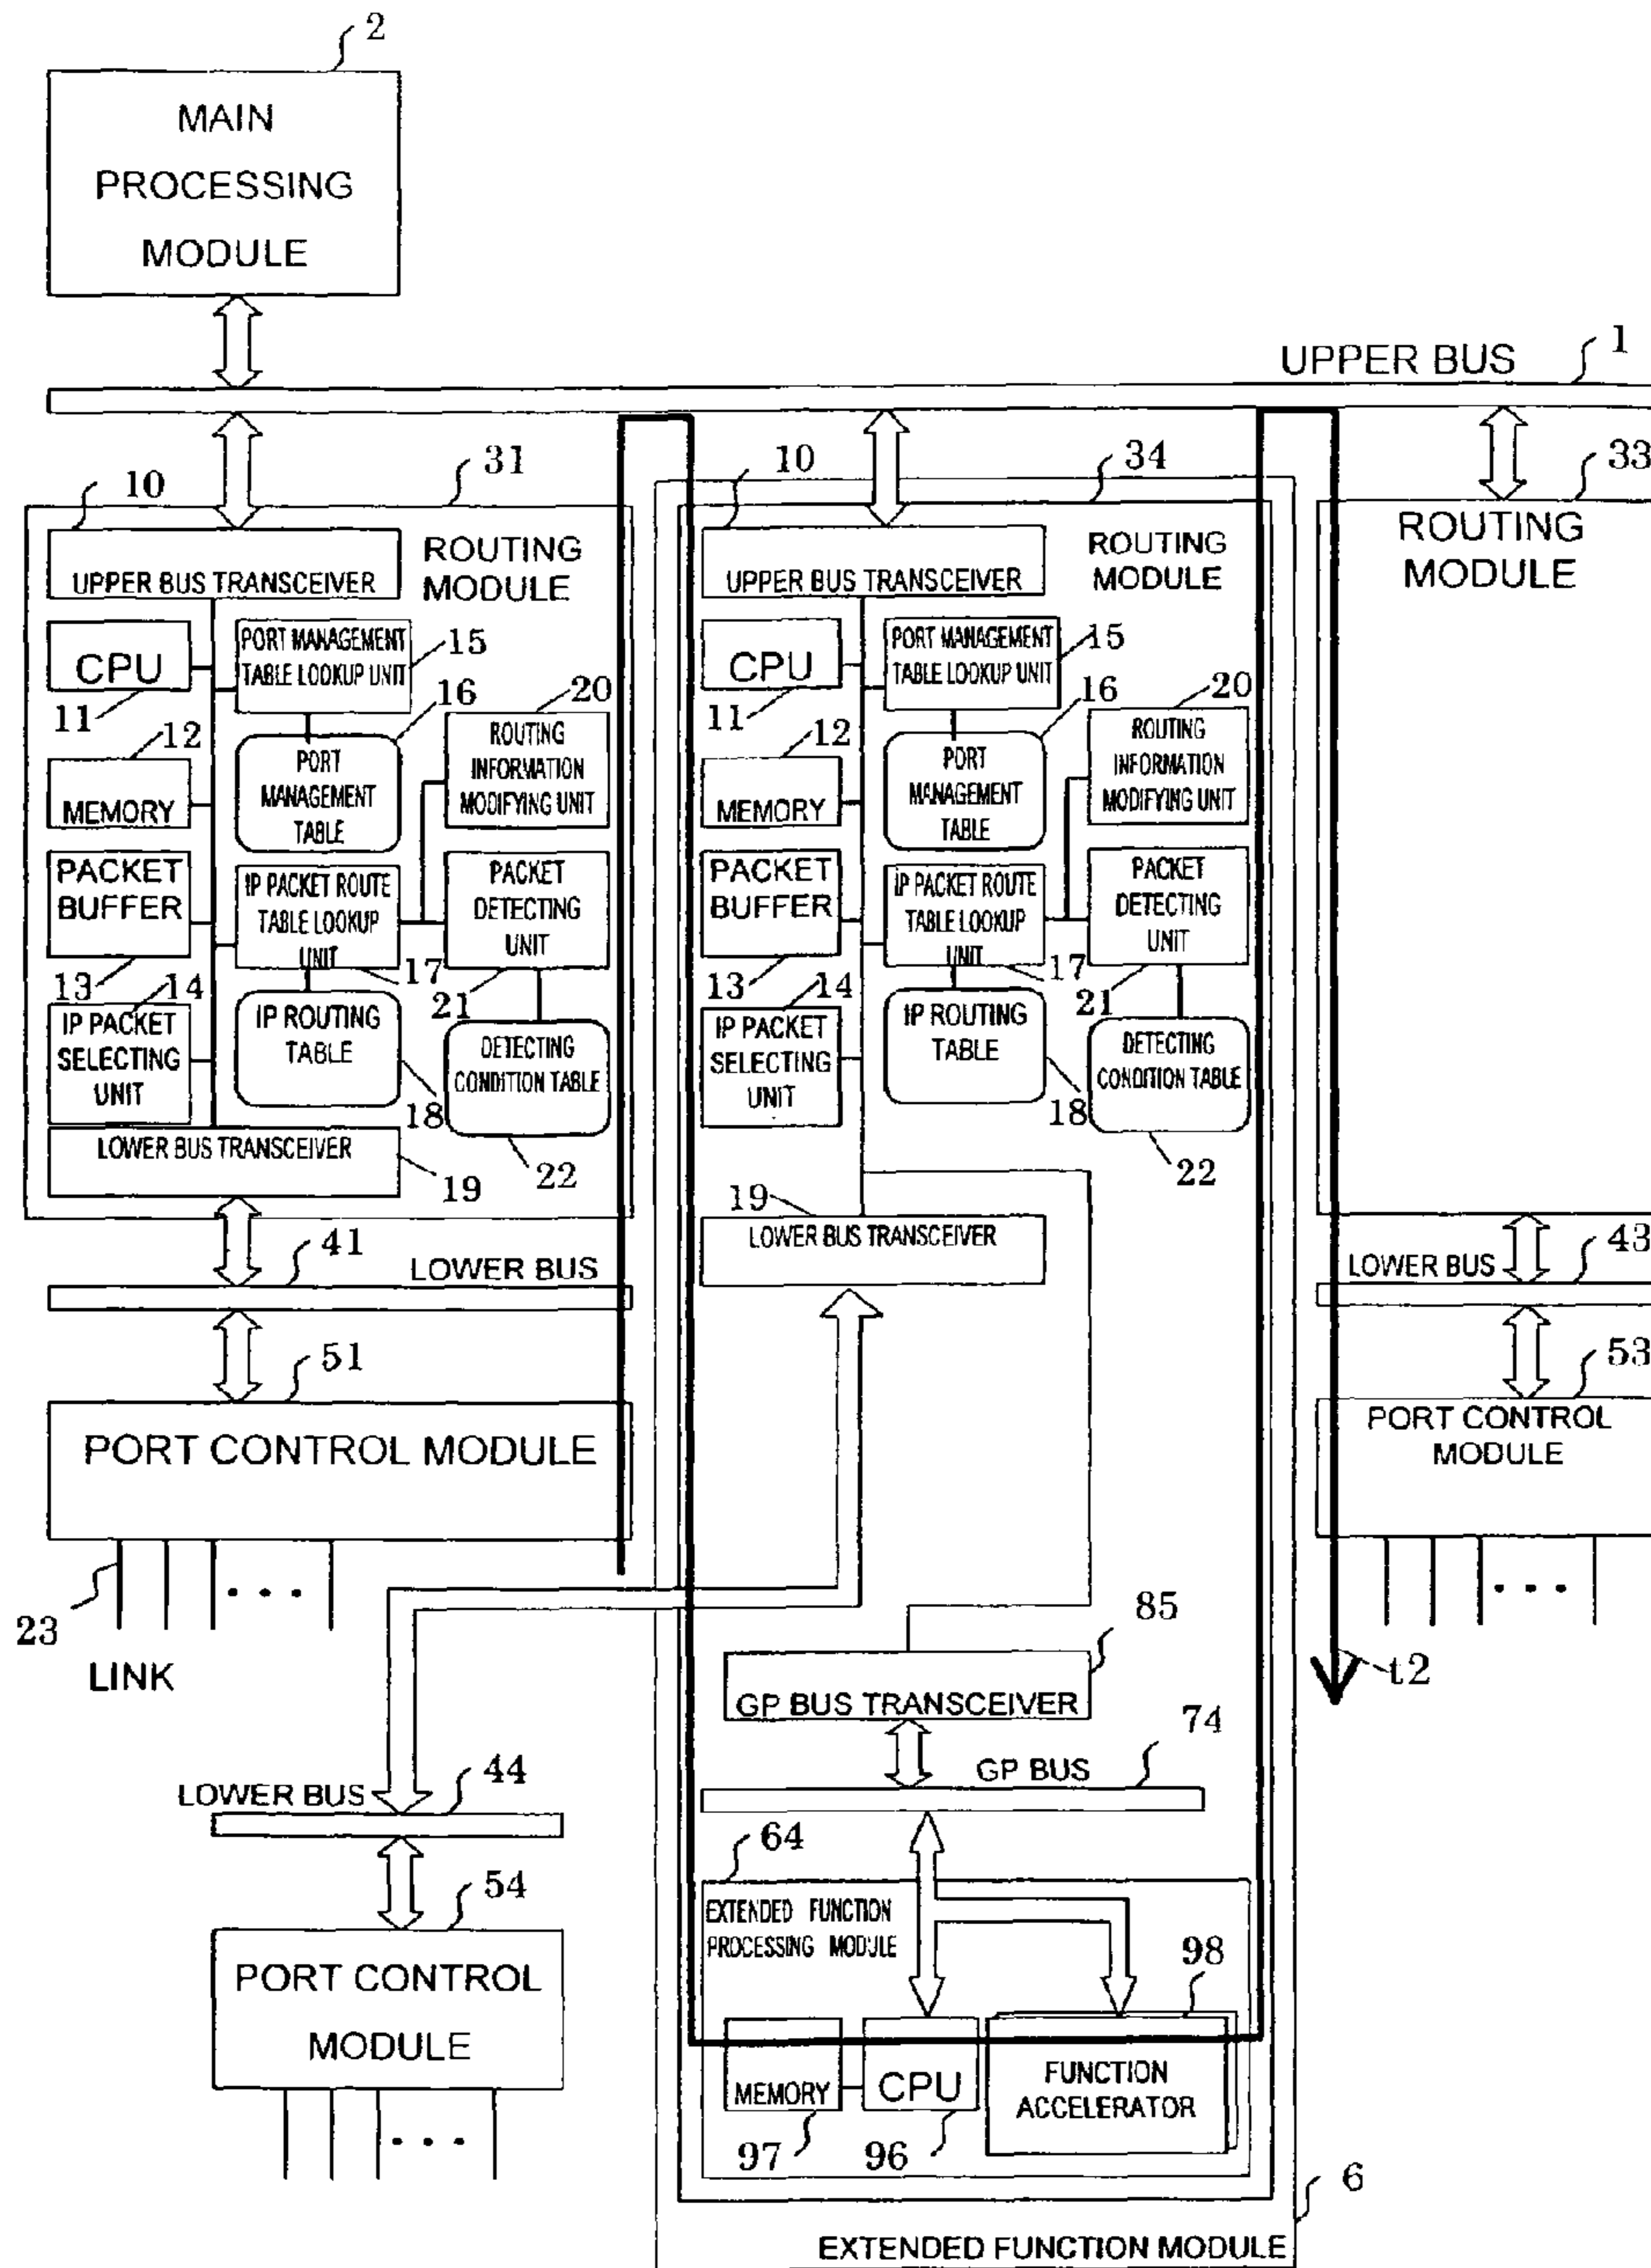 2
MAIN
PROCESSING
MODULE
UPPER BUS
1
10
31
UPPER BUS TRANSCEIVER
ROUTING
MODULE
CPU
11
PORT MANAGEMENT
TABLE LOOKUP UNIT
15
12
MEMORY
16
PORT
MANAGEMENT
TABLE
20
ROUTING
INFORMATION
MODIFYING UNIT
PACKET
BUFFER
13
IP PACKET ROUTE
TABLE LOOKUP
UNIT
17
PACKET
DETECTING
UNIT
21
14
IP PACKET
SELECTING
UNIT
IP ROUTING
TABLE
18
DETECTING
CONDITION TABLE
22
LOWER BUS TRANSCEIVER
19
41
LOWER BUS
51
PORT CONTROL MODULE
23
LINK
. . .
LOWER BUS
44
54
PORT CONTROL
MODULE
. . .
10
34
UPPER BUS TRANSCEIVER
ROUTING
MODULE
CPU
11
PORT MANAGEMENT
TABLE LOOKUP UNIT
15
12
MEMORY
16
PORT
MANAGEMENT
TABLE
20
ROUTING
INFORMATION
MODIFYING UNIT
PACKET
BUFFER
13
IP PACKET ROUTE
TABLE LOOKUP
UNIT
17
PACKET
DETECTING
UNIT
21
14
IP PACKET
SELECTING
UNIT
IP ROUTING
TABLE
18
DETECTING
CONDITION TABLE
22
19
LOWER BUS TRANSCEIVER
85
GP BUS TRANSCEIVER
74
GP BUS
64
EXTENDED FUNCTION
PROCESSING MODULE
98
MEMORY
CPU
FUNCTION
ACCELERATOR
97
96
6
EXTENDED FUNCTION MODULE
33
ROUTING
MODULE
43
LOWER BUS
53
PORT CONTROL
MODULE
. . .
t2